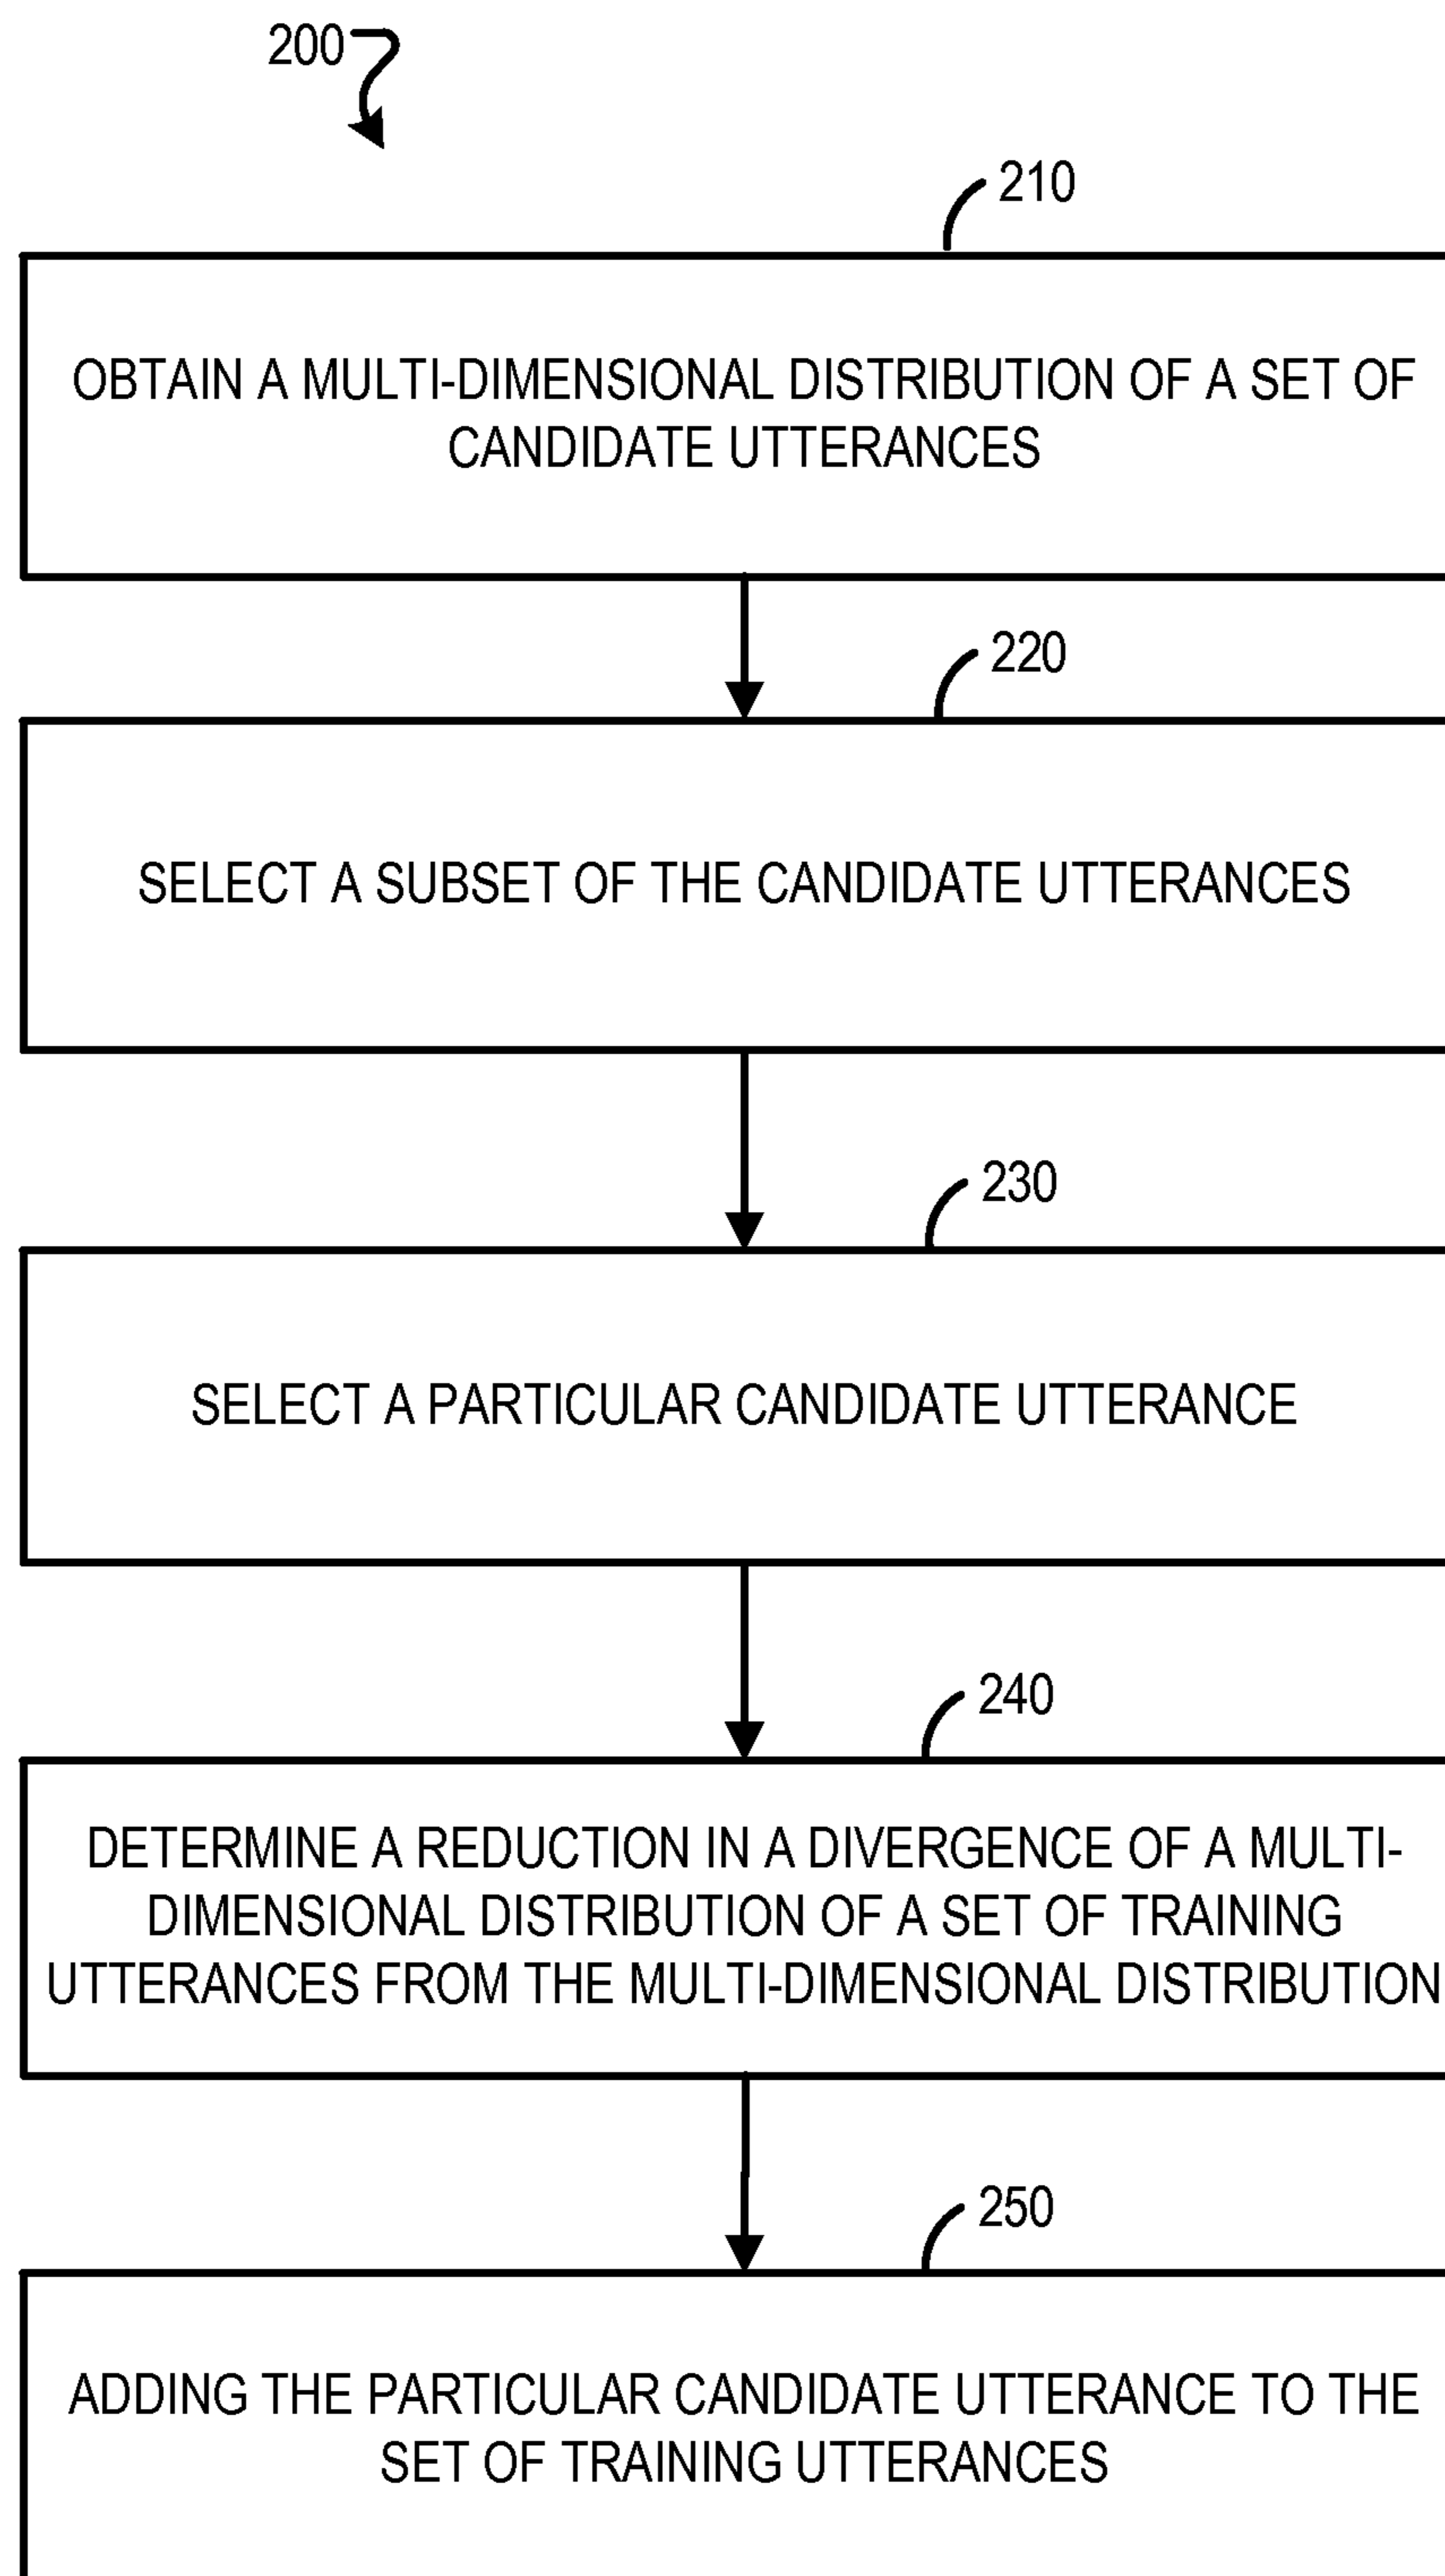 200
210
OBTAIN A MULTI-DIMENSIONAL DISTRIBUTION OF A SET OF
CANDIDATE UTTERANCES
220
SELECT A SUBSET OF THE CANDIDATE UTTERANCES
230
SELECT A PARTICULAR CANDIDATE UTTERANCE
240
DETERMINE A REDUCTION IN A DIVERGENCE OF A MULTI-
DIMENSIONAL DISTRIBUTION OF A SET OF TRAINING
UTTERANCES FROM THE MULTI-DIMENSIONAL DISTRIBUTION
250
ADDING THE PARTICULAR CANDIDATE UTTERANCE TO THE
SET OF TRAINING UTTERANCES